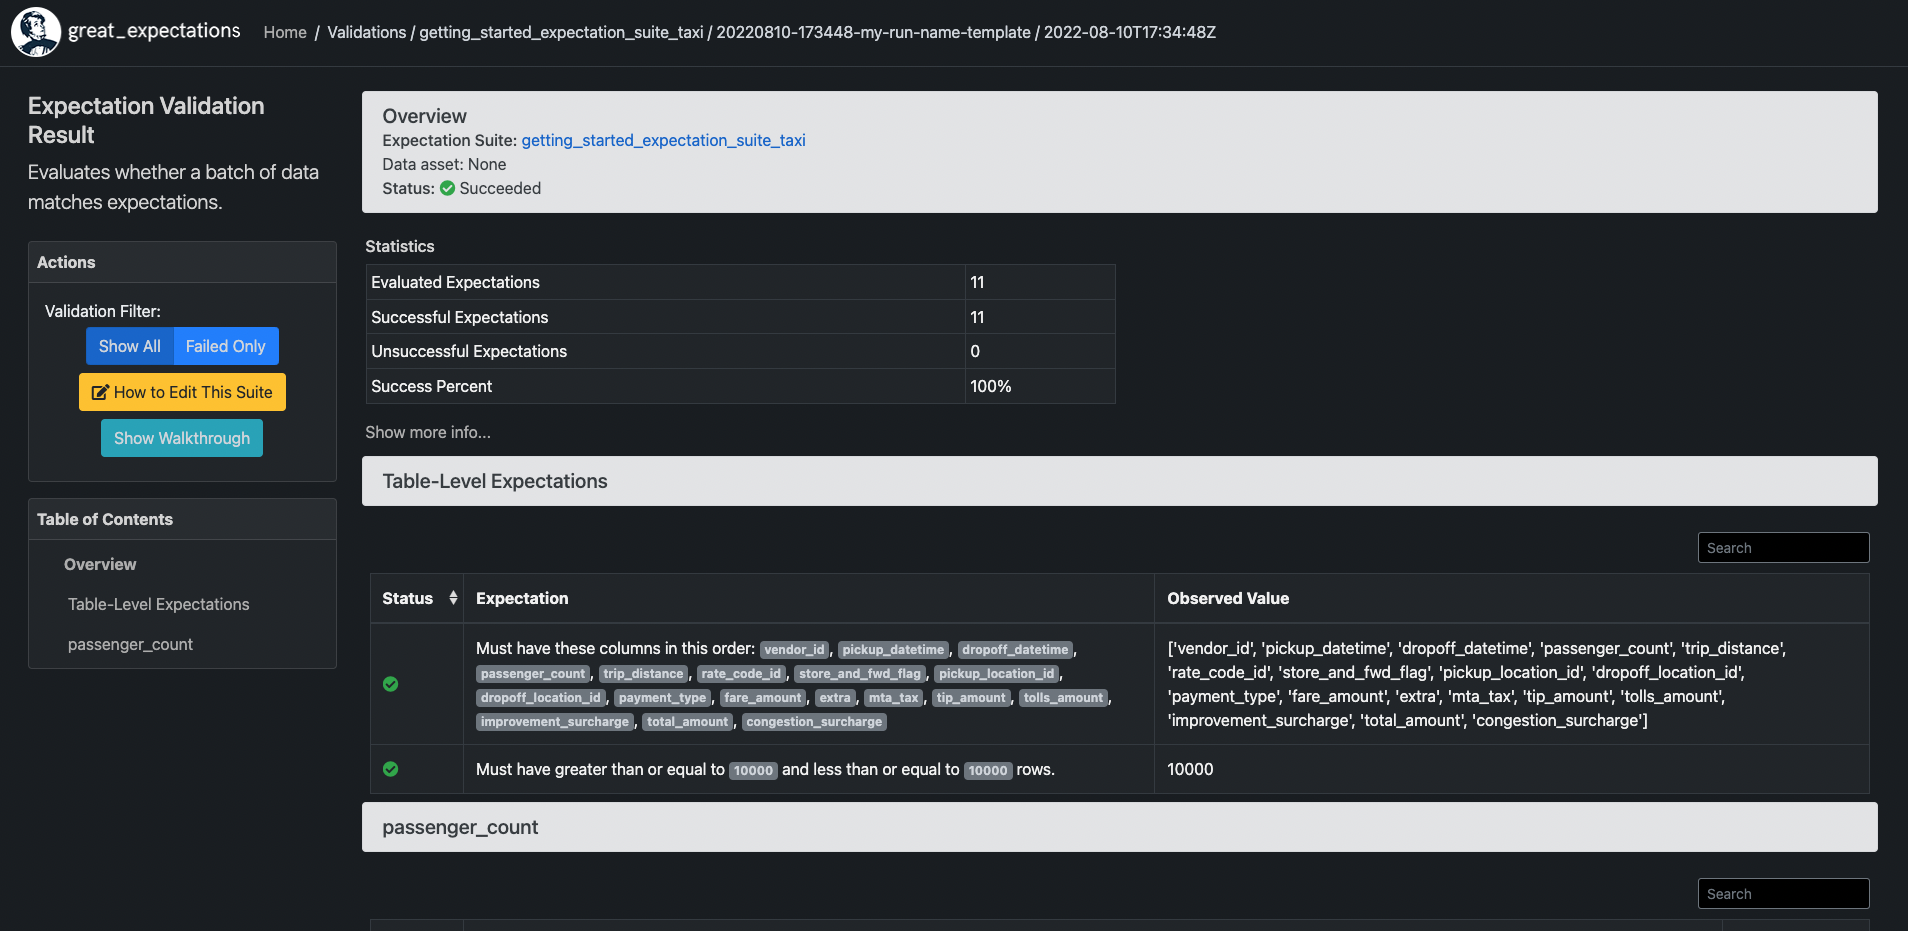 great_expectations
Home / Validations / getting_started_expectation_suite_taxi / 20220810-173448-my-run-name-template / 2022-08-10T17:34:48Z
Expectation Validation
Result
Evaluates whether a batch of data
matches expectations.
Actions
Validation Filter:
Show All Failed Only
How to Edit This Suite
Show Walkthrough
Table of Contents
Overview
Table-Level Expectations
passenger_count
Overview
Expectation Suite: getting_started_expectation_suite_taxi
Data asset: None
Status: Succeeded
Statistics
Evaluated Expectations 11
Successful Expectations 11
Unsuccessful Expectations 0
Success Percent 100%
Show more info...
Table-Level Expectations
Search
Status Expectation Observed Value
Must have these columns in this order: vendor_id, pickup_datetime, dropoff_datetime,
passenger_count, trip_distance, rate_code_id, store_and_fwd_flag, pickup_location_id,
dropoff_location_id, payment_type, fare_amount, extra, mta_tax, tip_amount, tolls_amount,
improvement_surcharge, total_amount, congestion_surcharge
['vendor_id', 'pickup_datetime', 'dropoff_datetime', 'passenger_count', 'trip_distance',
'rate_code_id', 'store_and_fwd_flag', 'pickup_location_id', 'dropoff_location_id',
'payment_type', 'fare_amount', 'extra', 'mta_tax', 'tip_amount', 'tolls_amount',
'improvement_surcharge', 'total_amount', 'congestion_surcharge']
Must have greater than or equal to 10000 and less than or equal to 10000 rows. 10000
passenger_count
Search